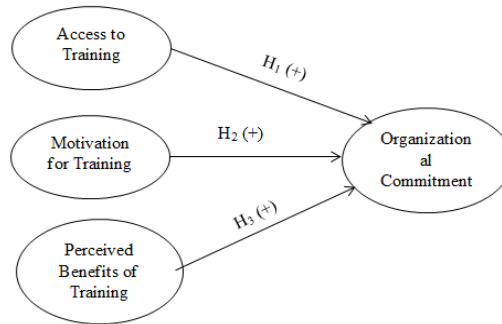 Access to
Training
H₁ (+)
Motivation
for Training
H₂ (+)
Organization
al
Commitment
H₃ (+)
Perceived
Benefits of
Training